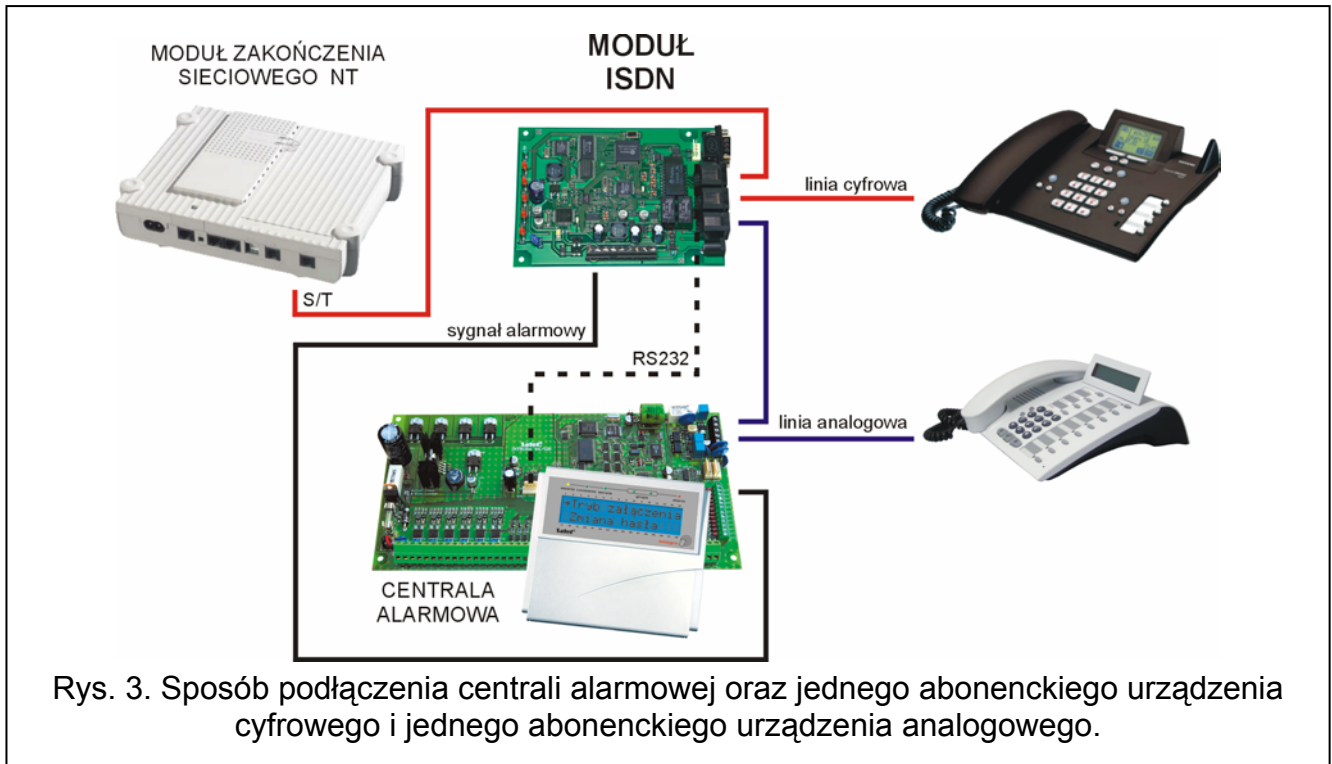 MODUŁ ZAKOŃCZENIA
SIECIOWEGO NT
MODUŁ
ISDN
linia cyfrowa
S/T
sygnał alarmowy
RS232
linia analogowa
Tryb załączenia
Zmiana hasła
Satel
CENTRALA
ALARMOWA
Rys. 3. Sposób podłączenia centrali alarmowej oraz jednego abonenckiego urządzenia
cyfrowego i jednego abonenckiego urządzenia analogowego.